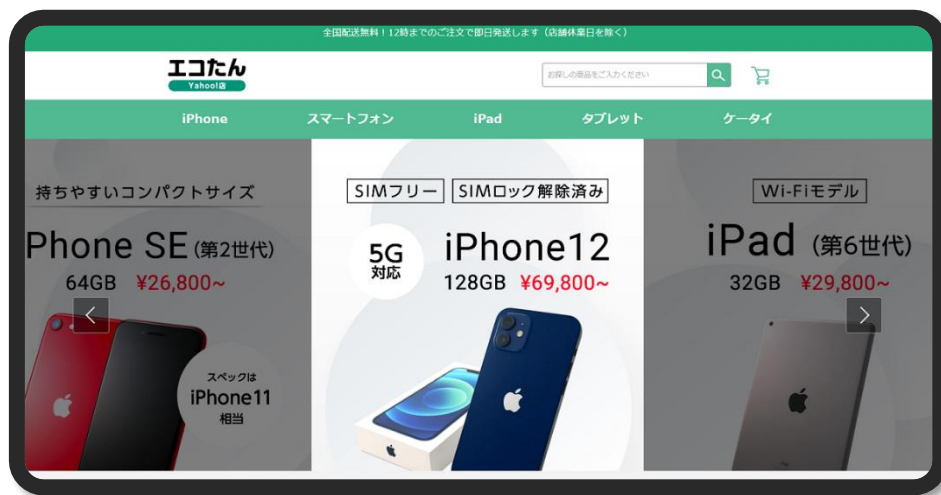 全国配送無料！12時までのご注文で即日発送します（店舗休業日を除く）
エコたん
Yahoo!店
お探しの商品をご入力ください
iPhone
スマートフォン
iPad
タブレット
ケータイ
持ちやすいコンパクトサイズ
Phone SE (第2世代)
64GB ¥26,800~
スペックは
iPhone11
相当
SIMフリー SIMロック解除済み
5G
対応
iPhone12
128GB ¥69,800~
Wi-Fiモデル
iPad (第6世代)
32GB ¥29,800~